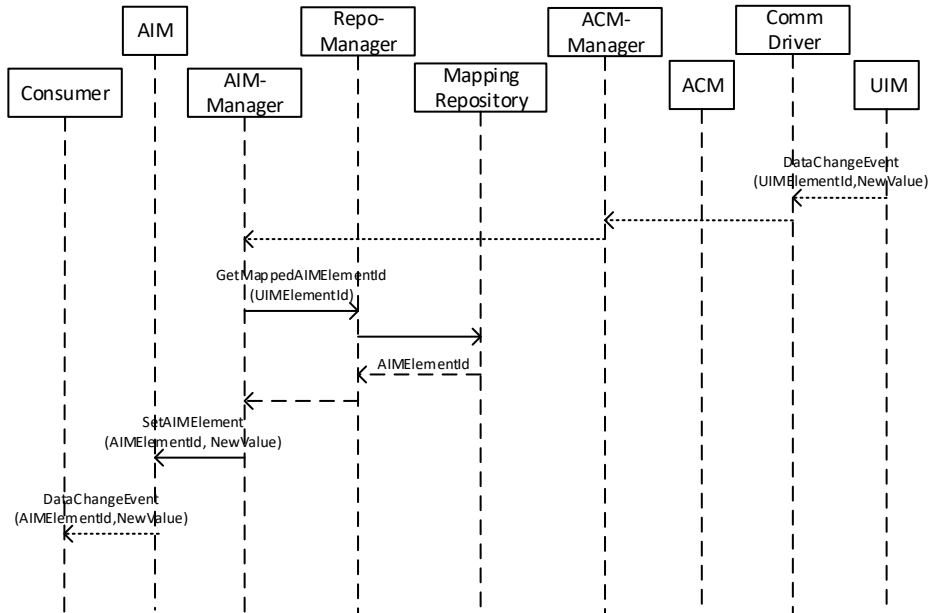 AIM
Repo-
Manager
ACM-
Manager
Comm
Driver
Consumer
AIM-
Manager
Mapping
Repository
ACM
UIM
DataChangeEvent
(UIMElementId,NewValue)
GetMappedAIMElementId
(UIMElementId)
AIMElementId
SetAIMElement
(AIMElementId, NewValue)
DataChangeEvent
(AIMElementId,NewValue)